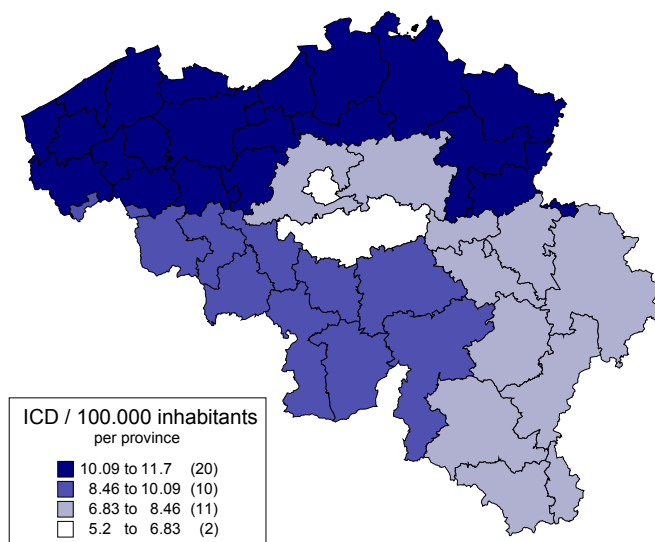 ICD / 100.000 inhabitants
per province
10.09 to 11.7 (20)
8.46 to 10.09 (10)
6.83 to 8.46 (11)
5.2 to 6.83 (2)